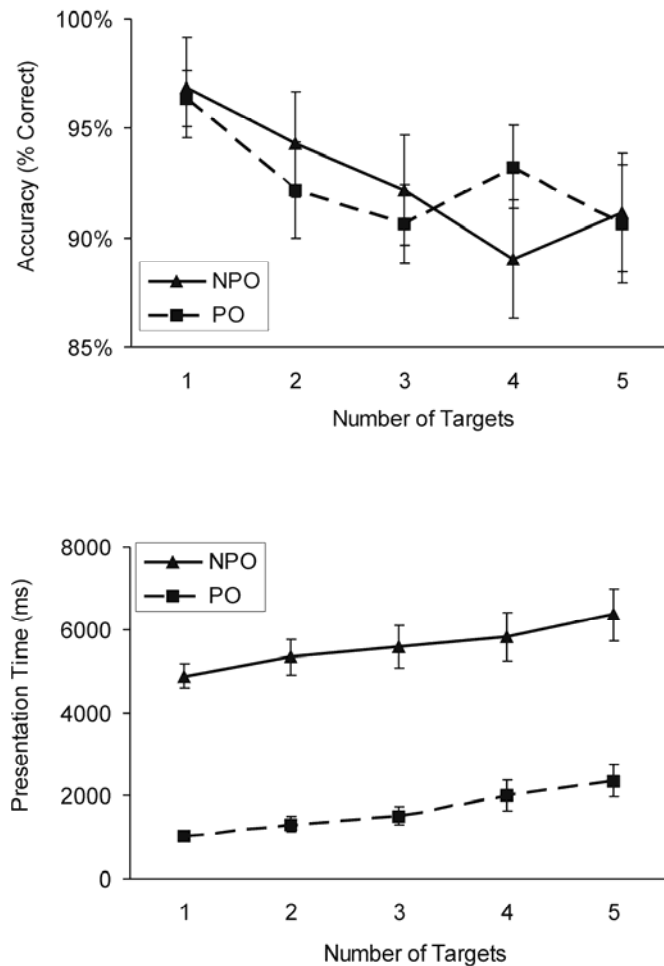 100%
95%
90%
85%
Accuracy (% Correct)
NPO
PO
1 2 3 4 5
Number of Targets
8000
6000
4000
2000
0
Presentation Time (ms)
NPO
PO
1 2 3 4 5
Number of Targets